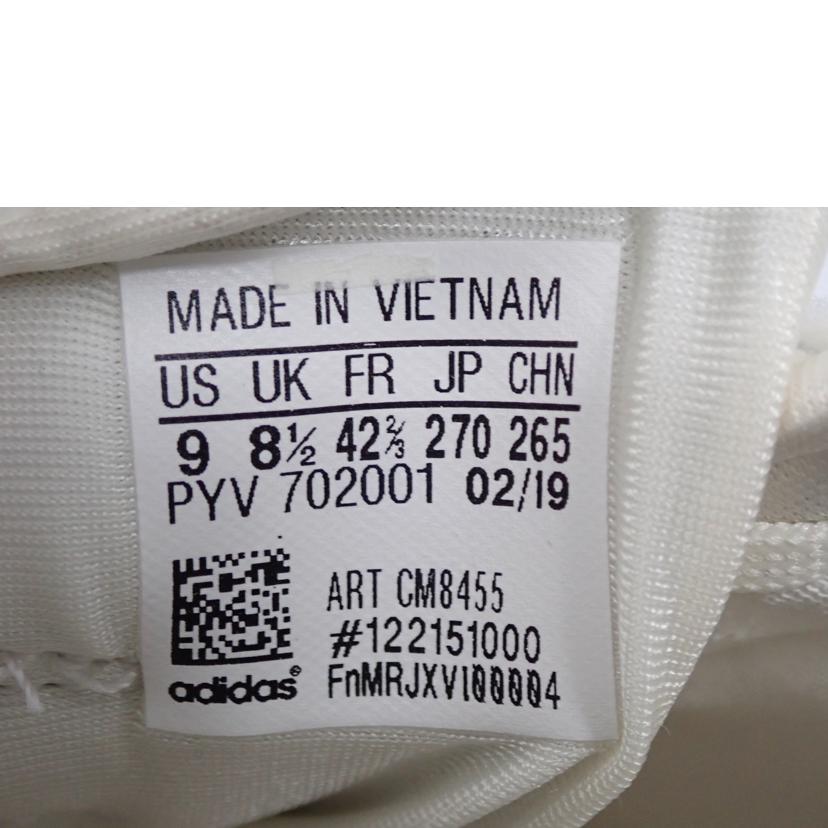 MADE IN VIETNAM
US UK FR JP CHN
9 8½ 42⅔ 270 265
PYV 702001 02/19
ART CM8455
#122151000
adidas® FnMRJXVI00004